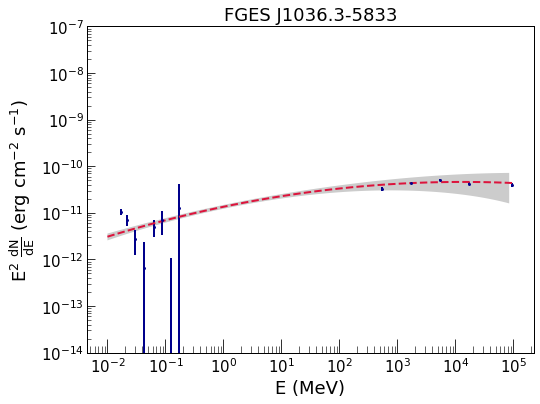 FGES J1036.3-5833
E² dN/dE (erg cm⁻² s⁻¹)
10⁻⁷
10⁻⁸
10⁻⁹
10⁻¹⁰
10⁻¹¹
10⁻¹²
10⁻¹³
10⁻¹⁴
10⁻² 10⁻¹ 10⁰ 10¹ 10² 10³ 10⁴ 10⁵
E (MeV)